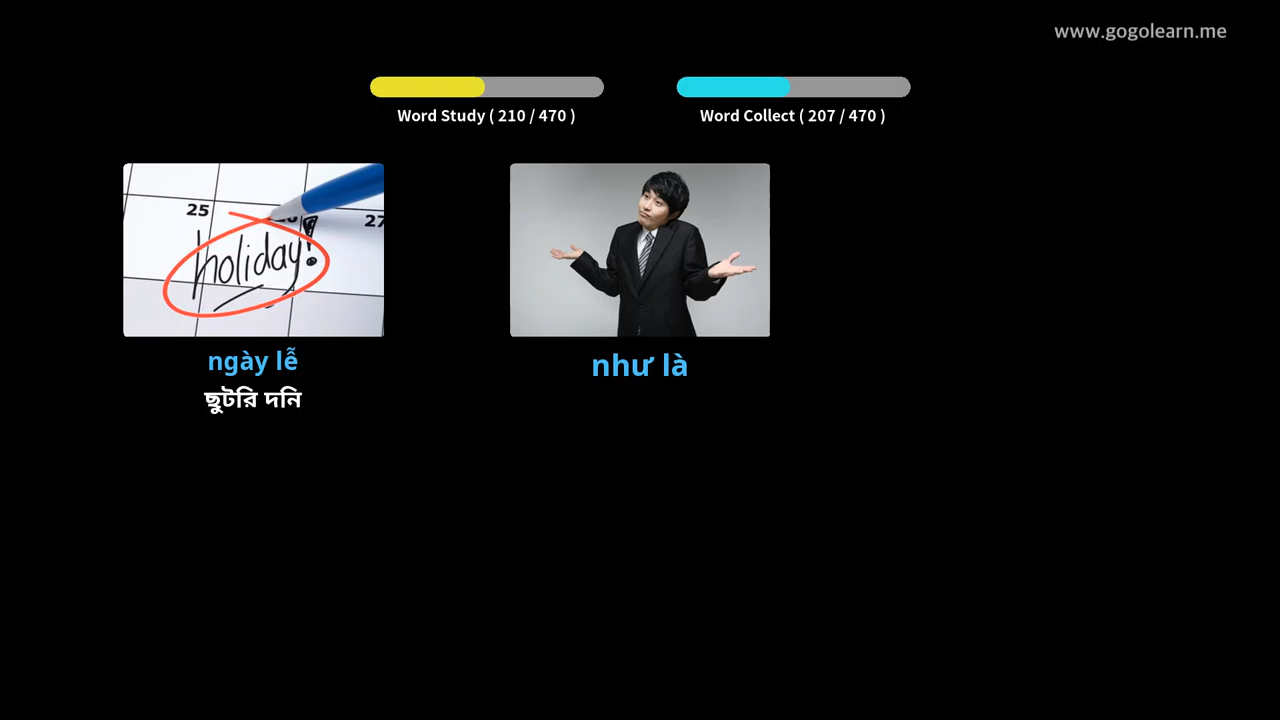 www.gogolearn.me
Word Study ( 210 / 470 )
Word Collect ( 207 / 470 )
25
27
holiday!
ngày lễ
ছুটরি দনি
như là